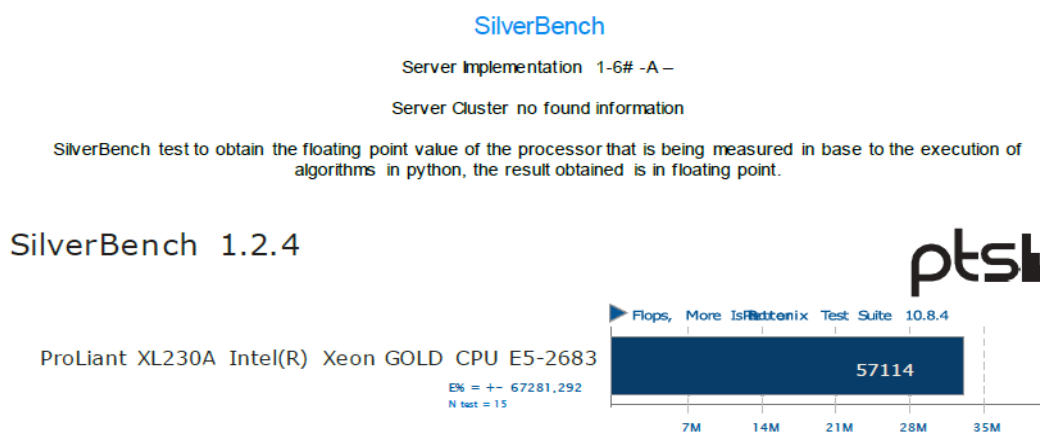 SilverBench
Server Implementation 1-6# -A –
Server Cluster no found information
SilverBench test to obtain the floating point value of the processor that is being measured in base to the execution of
algorithms in python, the result obtained is in floating point.
SilverBench 1.2.4
pts
Flops, More Is Test Suite 10.8.4
ProLiant XL230A Intel(R) Xeon GOLD CPU E5-2683
57114
E% = +- 67281,292
N test = 15
7M 14M 21M 28M 35M